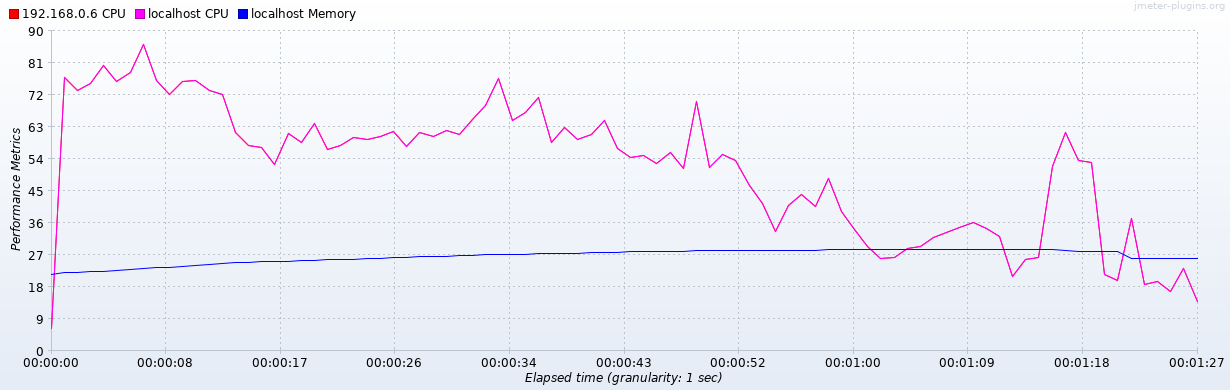 jmeter-plugins.org
192.168.0.6 CPU localhost CPU localhost Memory
90
81
72
63
54
45
36
27
18
9
0
Performance Metrics
00:00:00 00:00:08 00:00:17 00:00:26 00:00:34 00:00:43 00:00:52 00:01:00 00:01:09 00:01:18 00:01:27
Elapsed time (granularity: 1 sec)